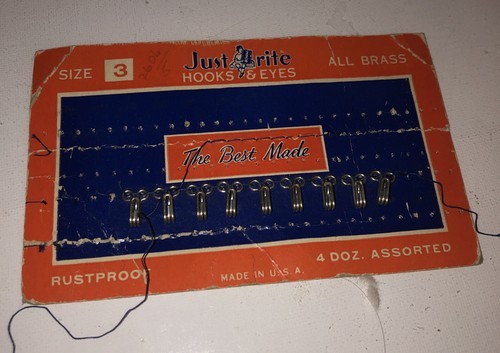 SIZE 3
Just rite
HOOKS & EYES
ALL BRASS
The Best Made
RUSTPROOF
MADE IN U.S.A.
4 DOZ. ASSORTED